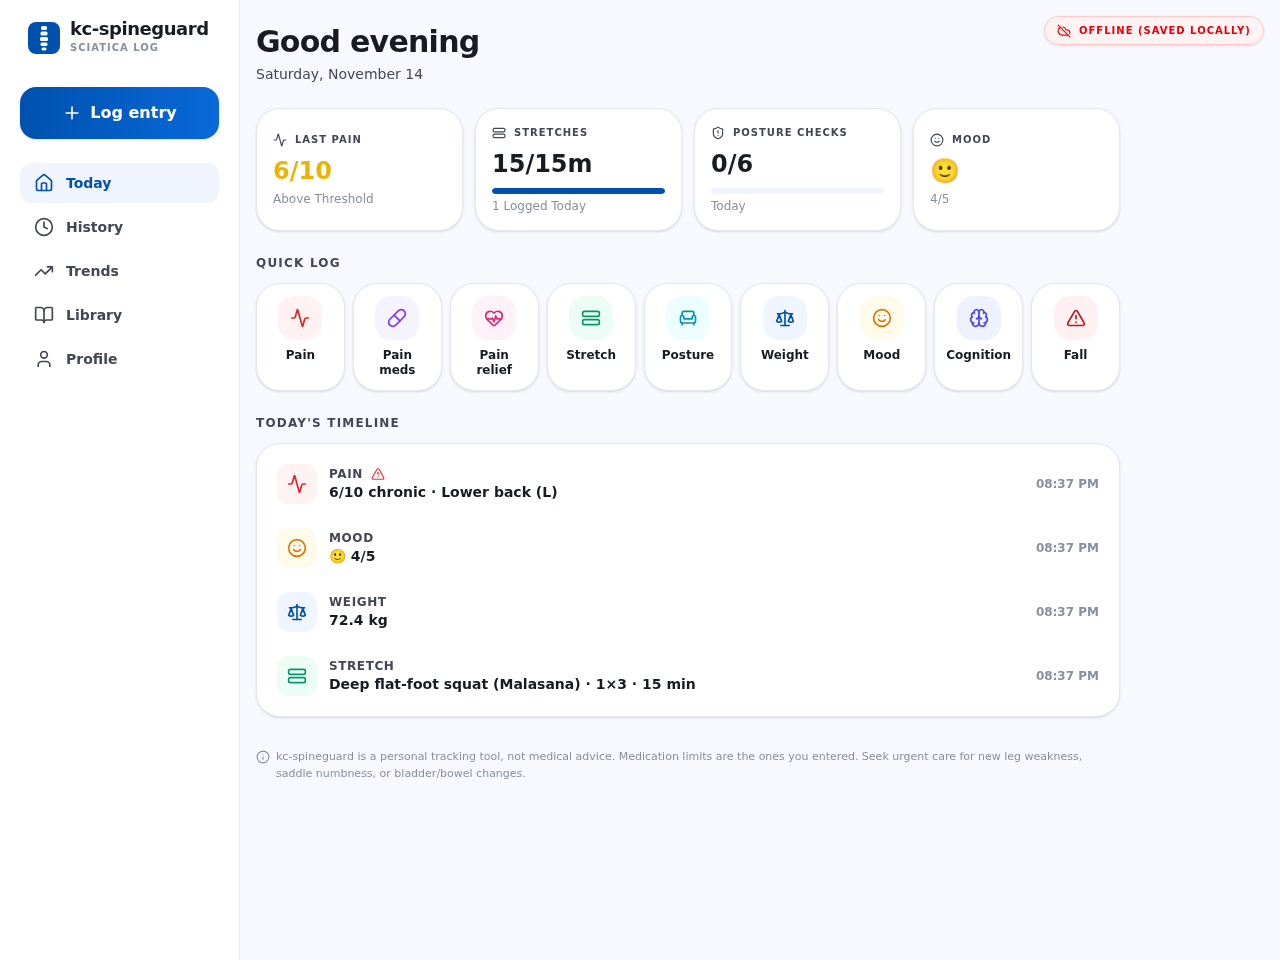 kc-spineguard
SCIATICA LOG
Log entry
Today
History
Trends
Library
Profile
OFFLINE (SAVED LOCALLY)
Good evening
Saturday, November 14
LAST PAIN
6/10
Above Threshold
STRETCHES
15/15m
1 Logged Today
POSTURE CHECKS
0/6
Today
MOOD
🙂
4/5
QUICK LOG
Pain
Pain
meds
Pain
relief
Stretch
Posture
Weight
Mood
Cognition
Fall
TODAY'S TIMELINE
PAIN
6/10 chronic · Lower back (L)
08:37 PM
MOOD
🙂 4/5
08:37 PM
WEIGHT
72.4 kg
08:37 PM
STRETCH
Deep flat-foot squat (Malasana) · 1×3 · 15 min
08:37 PM
kc-spineguard is a personal tracking tool, not medical advice. Medication limits are the ones you entered. Seek urgent care for new leg weakness,
saddle numbness, or bladder/bowel changes.